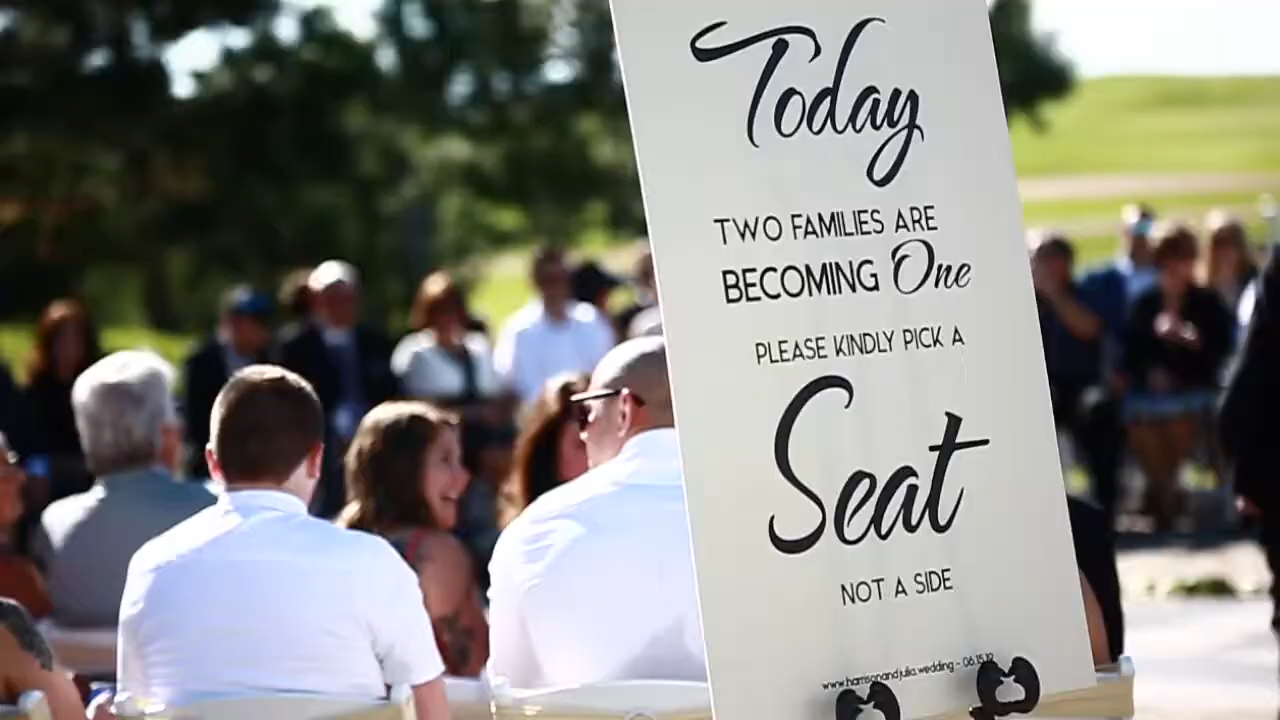 Today
TWO FAMILIES ARE
BECOMING One
PLEASE KINDLY PICK A
Seat
NOT A SIDE
www.harrisonandjulia.wedding - 06.15.19